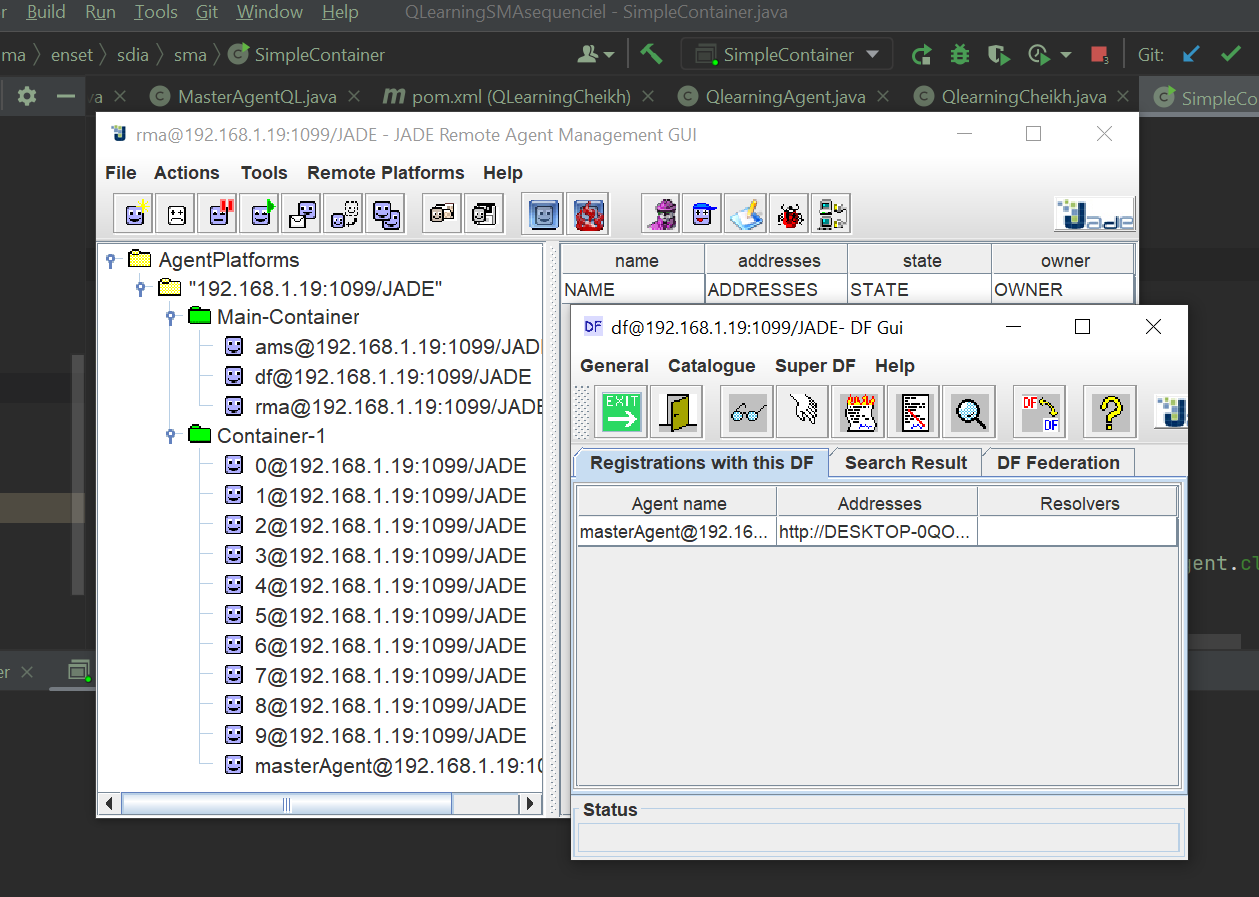 r Build Run Tools Git Window Help QLearningSMAsequenciel - SimpleContainer.java
ma enset sdia sma SimpleContainer SimpleContainer 3 Git:
va MasterAgentQL.java pom.xml (QLearningCheikh) QlearningAgent.java QlearningCheikh.java SimpleCo
rma@192.168.1.19:1099/JADE - JADE Remote Agent Management GUI
File Actions Tools Remote Platforms Help
Jade
AgentPlatforms
"192.168.1.19:1099/JADE"
Main-Container
ams@192.168.1.19:1099/JADE
df@192.168.1.19:1099/JADE
rma@192.168.1.19:1099/JADE
Container-1
0@192.168.1.19:1099/JADE
1@192.168.1.19:1099/JADE
2@192.168.1.19:1099/JADE
3@192.168.1.19:1099/JADE
4@192.168.1.19:1099/JADE
5@192.168.1.19:1099/JADE
6@192.168.1.19:1099/JADE
7@192.168.1.19:1099/JADE
8@192.168.1.19:1099/JADE
9@192.168.1.19:1099/JADE
masterAgent@192.168.1.19:10
name addresses state owner
NAME ADDRESSES STATE OWNER
DF df@192.168.1.19:1099/JADE- DF Gui
General Catalogue Super DF Help
EXIT DF DF
Registrations with this DF Search Result DF Federation
Agent name Addresses Resolvers
masterAgent@192.16... http://DESKTOP-0QO...
Status
gent.cl
er